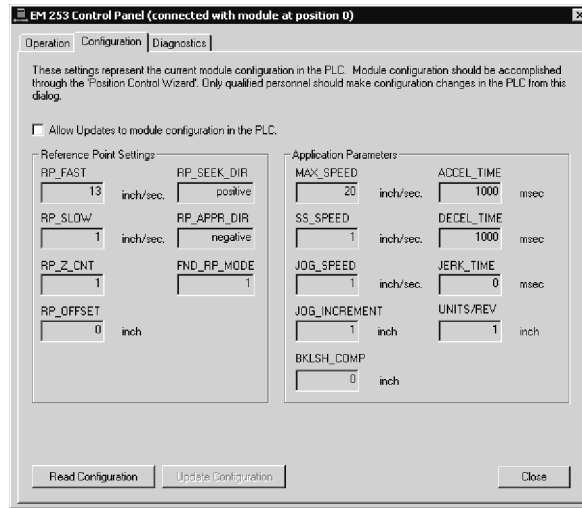 EM 253 Control Panel (connected with module at position 0)
Operation Configuration Diagnostics
These settings represent the current module configuration in the PLC. Module configuration should be accomplished
through the 'Position Control Wizard'. Only qualified personnel should make configuration changes in the PLC from this
dialog.
Allow Updates to module configuration in the PLC.
Reference Point Settings
RP_FAST RP_SEEK_DIR
13 inch/sec. positive
RP_SLOW RP_APPR_DIR
1 inch/sec. negative
RP_Z_CNT FND_RP_MODE
1 1
RP_OFFSET
0 inch
Application Parameters
MAX_SPEED ACCEL_TIME
20 inch/sec. 1000 msec
SS_SPEED DECEL_TIME
1 inch/sec. 1000 msec
JOG_SPEED JERK_TIME
1 inch/sec. 0 msec
JOG_INCREMENT UNITS/REV
1 inch 1 inch
BKLSH_COMP
0 inch
Read Configuration Update Configuration Close